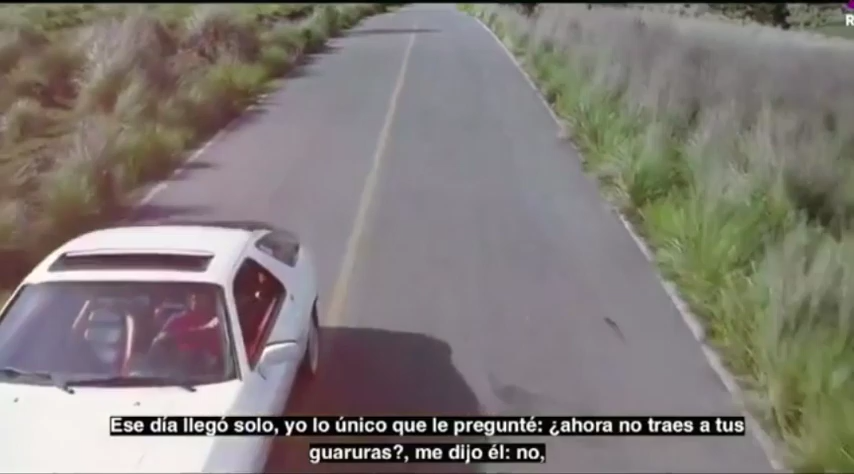 R
Ese día llegó solo, yo lo único que le pregunté: ¿ahora no traes a tus
guaruras?, me dijo él: no,